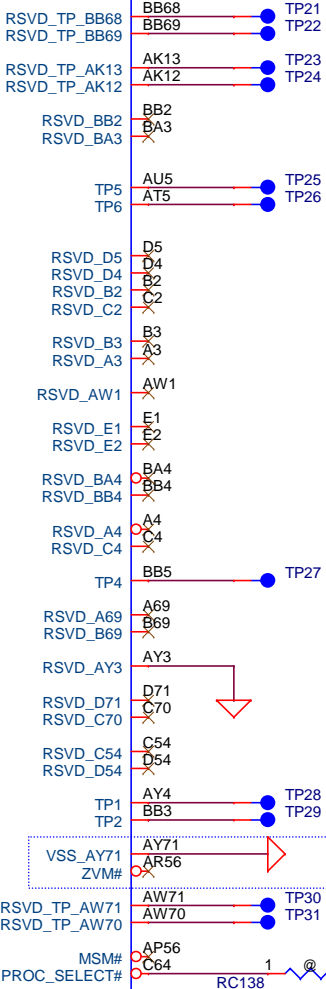 RSVD_TP_BB68 BB68 TP21
RSVD_TP_BB69 BB69 TP22
RSVD_TP_AK13 AK13 TP23
RSVD_TP_AK12 AK12 TP24
RSVD_BB2 BB2
RSVD_BA3 BA3
TP5 AU5 TP25
TP6 AT5 TP26
RSVD_D5 D5
RSVD_D4 D4
RSVD_B2 B2
RSVD_C2 C2
RSVD_B3 B3
RSVD_A3 A3
RSVD_AW1 AW1
RSVD_E1 E1
RSVD_E2 E2
RSVD_BA4 BA4
RSVD_BB4 BB4
RSVD_A4 A4
RSVD_C4 C4
TP4 BB5 TP27
RSVD_A69 A69
RSVD_B69 B69
RSVD_AY3 AY3
RSVD_D71 D71
RSVD_C70 C70
RSVD_C54 C54
RSVD_D54 D54
TP1 AY4 TP28
TP2 BB3 TP29
VSS_AY71 AY71
ZVM# AR56
RSVD_TP_AW71 AW71 TP30
RSVD_TP_AW70 AW70 TP31
MSM# AP56
PROC_SELECT# C64 1 @
RC138